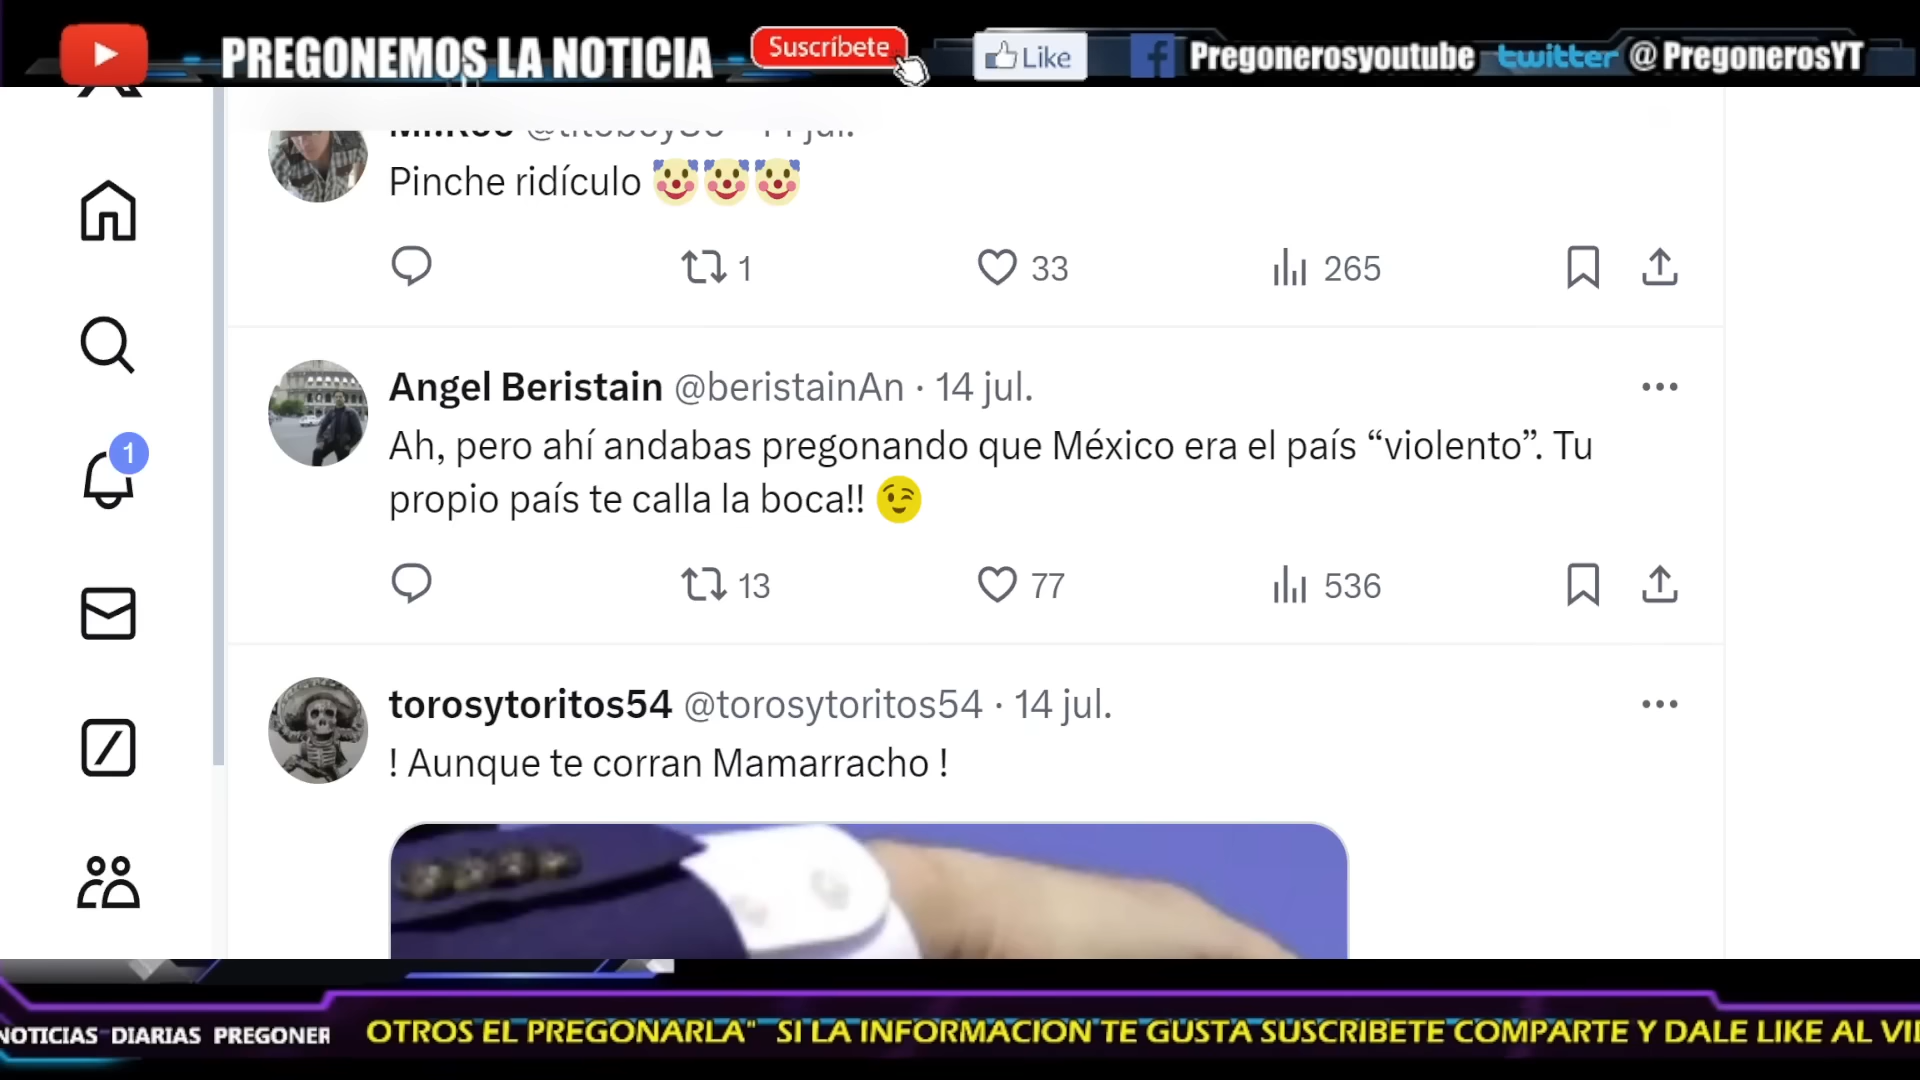 PREGONEMOS LA NOTICIA
Suscríbete
Like
Pregonerosyoutube
twitter @PregonerosYT
Pinche ridículo 🤡🤡🤡
1
33
265
Angel Beristain @beristainAn · 14 jul.
Ah, pero ahí andabas pregonando que México era el país “violento”. Tu
propio país te calla la boca!! 😉
13
77
536
1
torosytoritos54 @torosytoritos54 · 14 jul.
! Aunque te corran Mamarracho !
NOTICIAS DIARIAS PREGONER
OTROS EL PREGONARLA" SI LA INFORMACION TE GUSTA SUSCRIBETE COMPARTE Y DALE LIKE AL